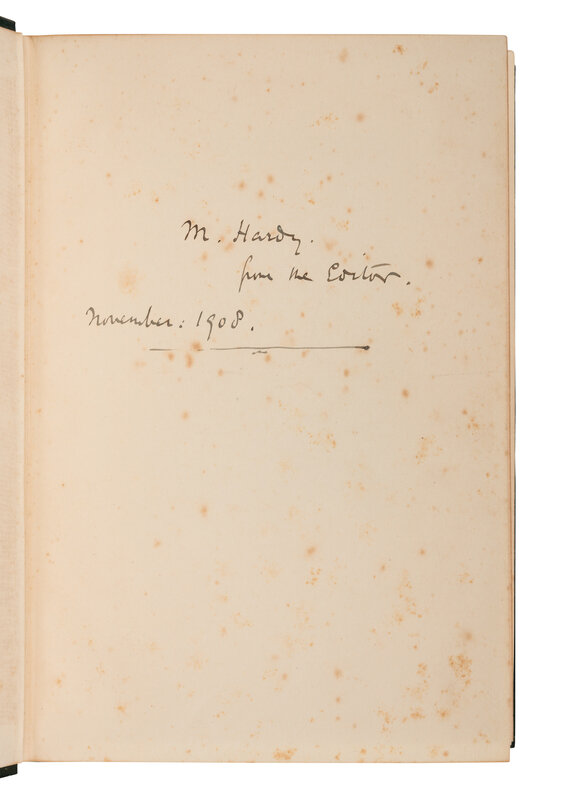 M. Hardy.
from the Editor.
November: 1908.